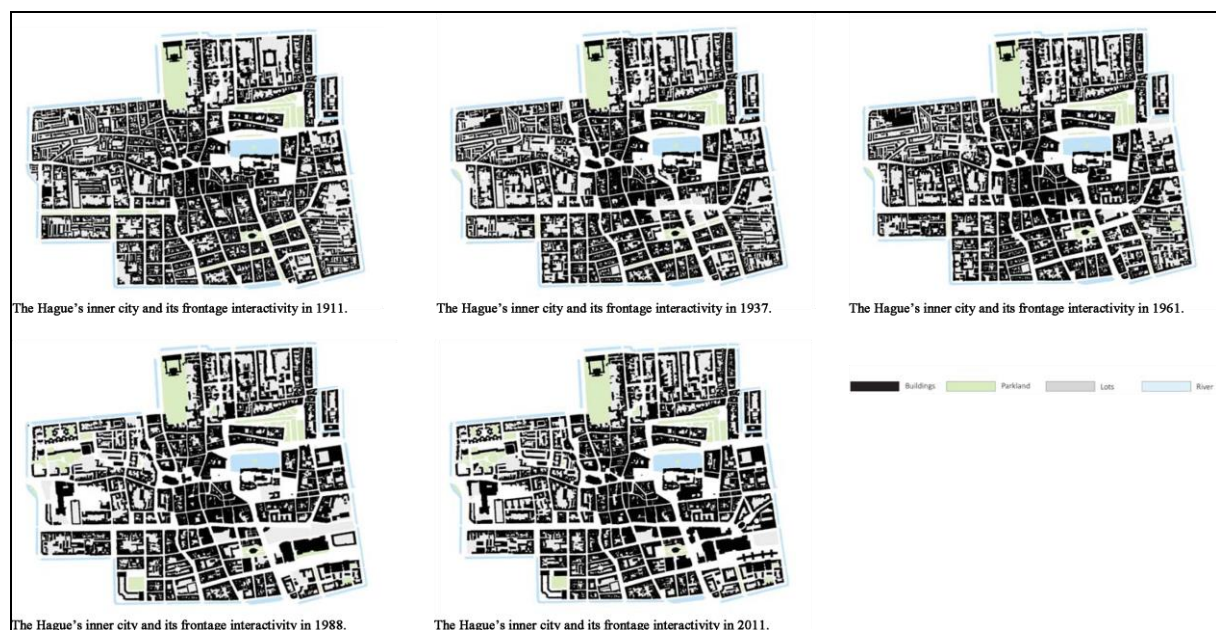 The Hague's inner city and its frontage interactivity in 1911.
The Hague's inner city and its frontage interactivity in 1937.
The Hague's inner city and its frontage interactivity in 1961.
Buildings
Parkland
Lots
River
The Hague's inner city and its frontage interactivity in 1988.
The Hague's inner city and its frontage interactivity in 2011.